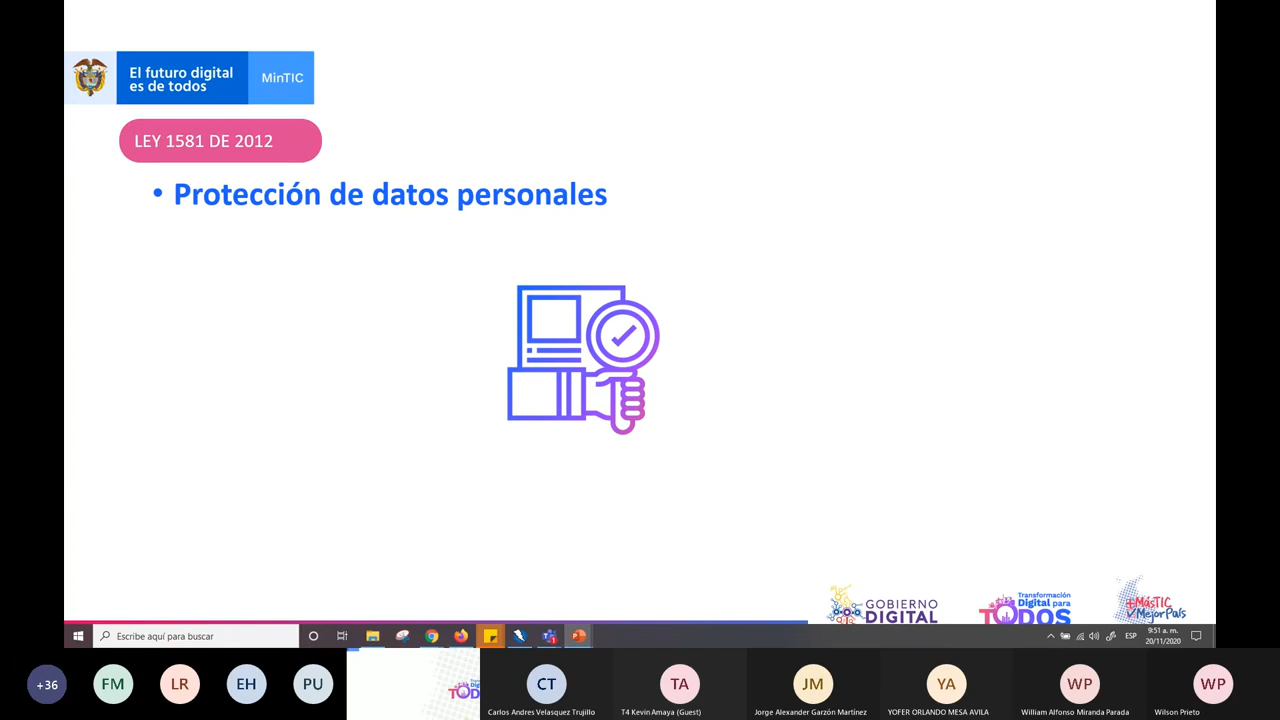 El futuro digital
es de todos
MinTIC
LEY 1581 DE 2012
• Protección de datos personales
GOBIERNO
DIGITAL
Transformación
Digital para
TODOS
+MásTIC
MejorPaís
Escribe aquí para buscar
ESP
9:51 a. m.
20/11/2020
+36
FM
LR
EH
PU
CT
TA
JM
YA
WP
WP
Carlos Andres Velasquez Trujillo
T4 Kevin Amaya (Guest)
Jorge Alexander Garzón Martínez
YOFER ORLANDO MESA AVILA
William Alfonso Miranda Parada
Wilson Prieto